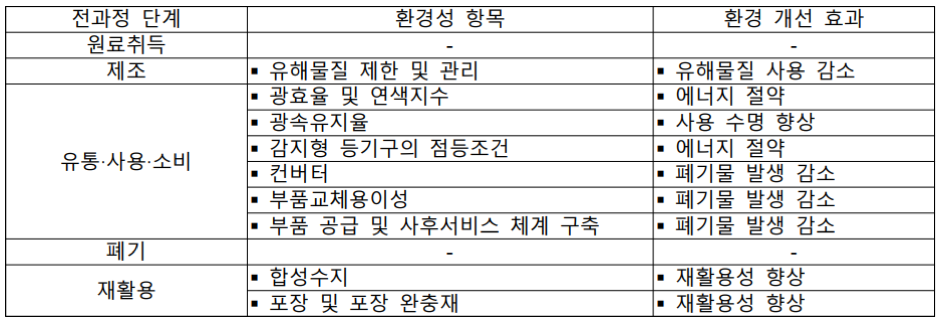 전과정 단계 환경성 항목 환경 개선 효과
원료취득 - -
제조 ▪ 유해물질 제한 및 관리 ▪ 유해물질 사용 감소
유통·사용·소비 ▪ 광효율 및 연색지수 ▪ 에너지 절약
▪ 광속유지율 ▪ 사용 수명 향상
▪ 감지형 등기구의 점등조건 ▪ 에너지 절약
▪ 컨버터 ▪ 폐기물 발생 감소
▪ 부품교체용이성 ▪ 폐기물 발생 감소
▪ 부품 공급 및 사후서비스 체계 구축 ▪ 폐기물 발생 감소
폐기 - -
재활용 ▪ 합성수지 ▪ 재활용성 향상
▪ 포장 및 포장 완충재 ▪ 재활용성 향상